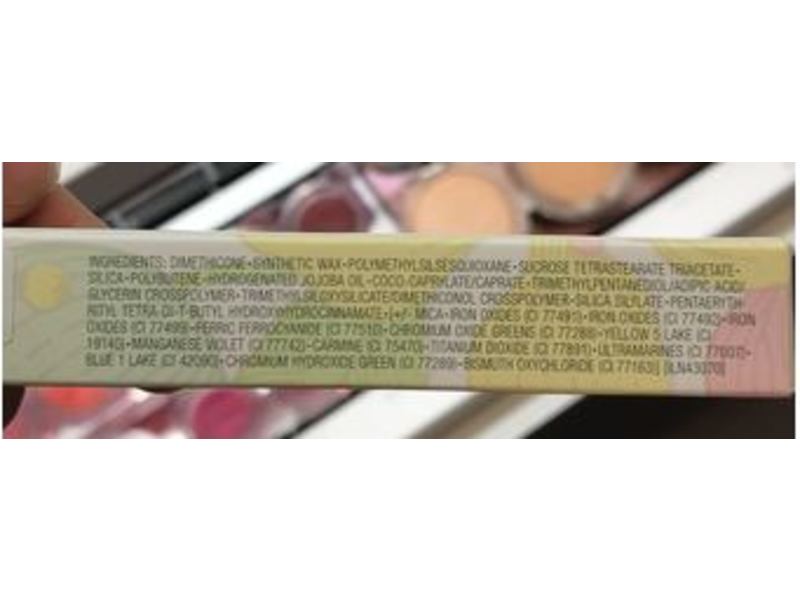 INGREDIENTS: DIMETHICONE•SYNTHETIC WAX•POLYMETHYLSILSESQUIOXANE•SUCROSE TETRASTEARATE TRIACETATE•
SILICA•POLYBUTENE•HYDROGENATED JOJOBA OIL•COCO-CAPRYLATE/CAPRATE•TRIMETHYLPENTANEDIOL/ADIPIC ACID/
GLYCERIN CROSSPOLYMER•TRIMETHYLSILOXYSILICATE/DIMETHICONOL CROSSPOLYMER•SILICA SILYLATE•PENTAERYTH-
RITYL TETRA DI-T-BUTYL HYDROXYHYDROCINNAMATE•[+/- MICA•IRON OXIDES (CI 77491)•IRON OXIDES (CI 77492)•IRON
OXIDES (CI 77499)•FERRIC FERROCYANIDE (CI 77510)•CHROMIUM OXIDE GREENS (CI 77288)•YELLOW 5 LAKE (CI
19140)•MANGANESE VIOLET (CI 77742)•CARMINE (CI 75470)•TITANIUM DIOXIDE (CI 77891)•ULTRAMARINES (CI 77007)•
BLUE 1 LAKE (CI 42090)•CHROMIUM HYDROXIDE GREEN (CI 77289)•BISMUTH OXYCHLORIDE (CI 77163)] [ILNA3070]